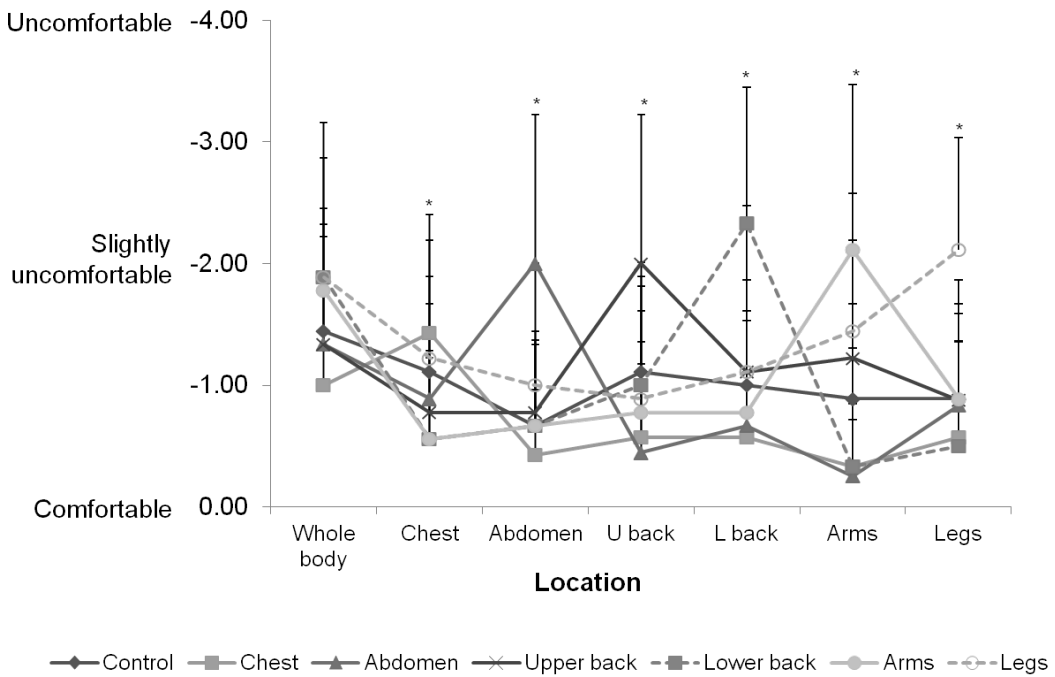 Uncomfortable -4.00
*
*
*
*
-3.00
*
*
Slightly
uncomfortable -2.00
-1.00
Comfortable 0.00
Whole
body
Chest Abdomen U back L back Arms Legs
Location
Control Chest Abdomen Upper back Lower back Arms Legs